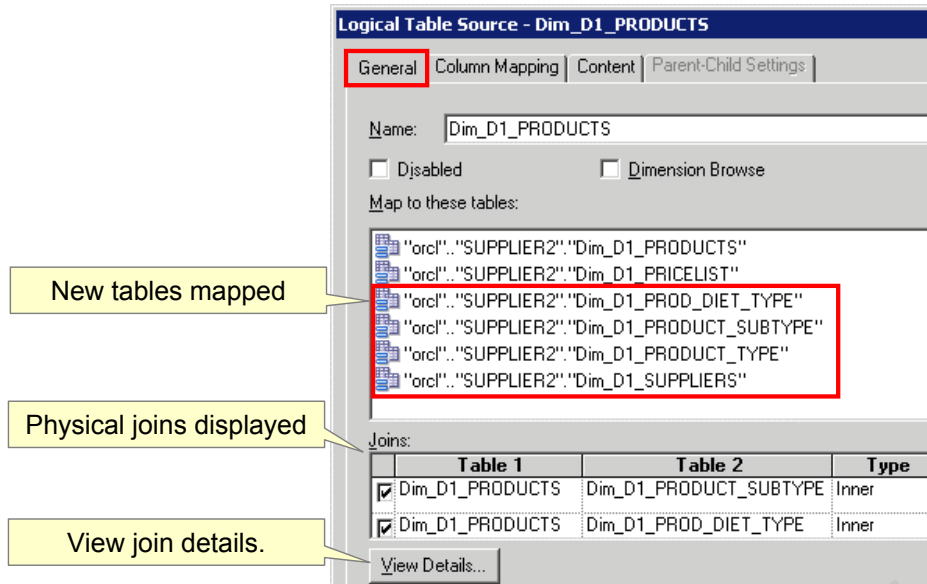 Logical Table Source - Dim_D1_PRODUCTS
General Column Mapping Content Parent-Child Settings
Name: Dim_D1_PRODUCTS
Disabled Dimension Browse
Map to these tables:
"orcl".."SUPPLIER2"."Dim_D1_PRODUCTS"
"orcl".."SUPPLIER2"."Dim_D1_PRICELIST"
New tables mapped
"orcl".."SUPPLIER2"."Dim_D1_PROD_DIET_TYPE"
"orcl".."SUPPLIER2"."Dim_D1_PRODUCT_SUBTYPE"
"orcl".."SUPPLIER2"."Dim_D1_PRODUCT_TYPE"
"orcl".."SUPPLIER2"."Dim_D1_SUPPLIERS"
Physical joins displayed
Joins:
Table 1 Table 2 Type
Dim_D1_PRODUCTS Dim_D1_PRODUCT_SUBTYPE Inner
Dim_D1_PRODUCTS Dim_D1_PROD_DIET_TYPE Inner
View join details.
View Details...